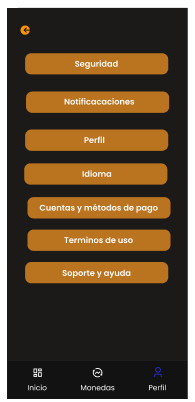 Seguridad
Notificacaciones
Perfil
Idioma
Cuentas y métodos de pago
Terminos de uso
Soporte y ayuda
Inicio Monedas Perfil